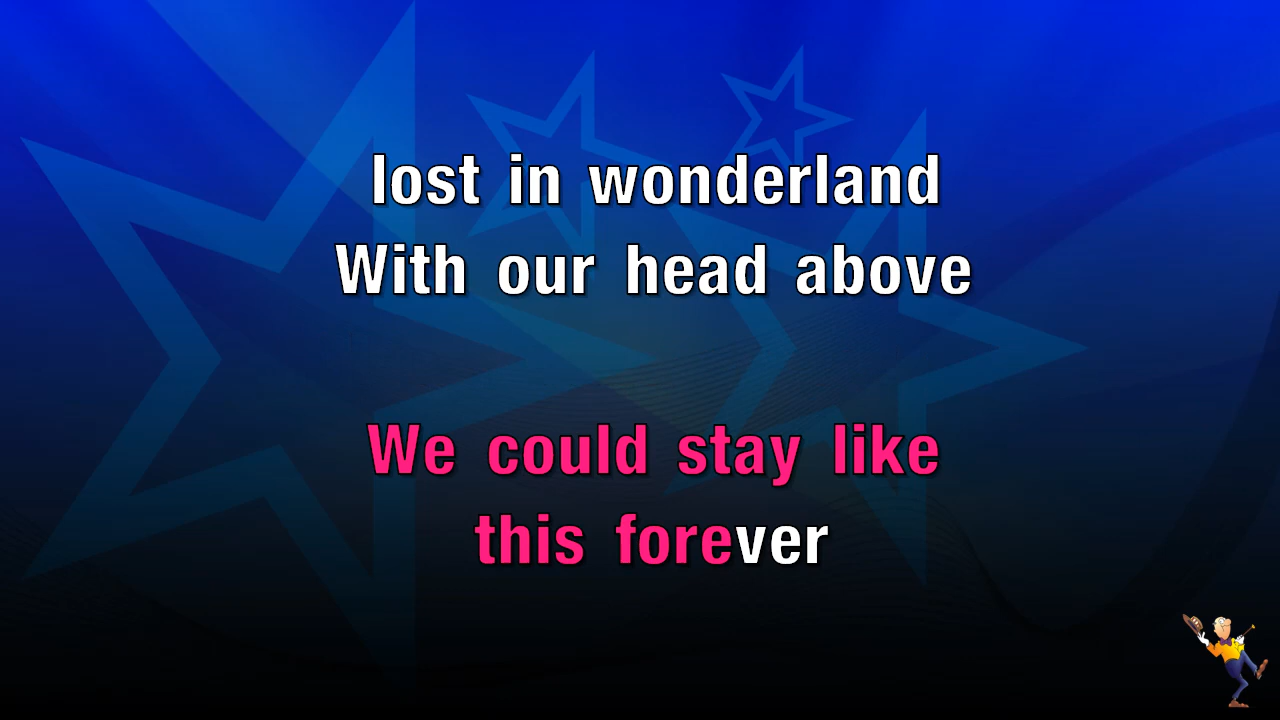 lost in wonderland
With our head above
We could stay like
this forever